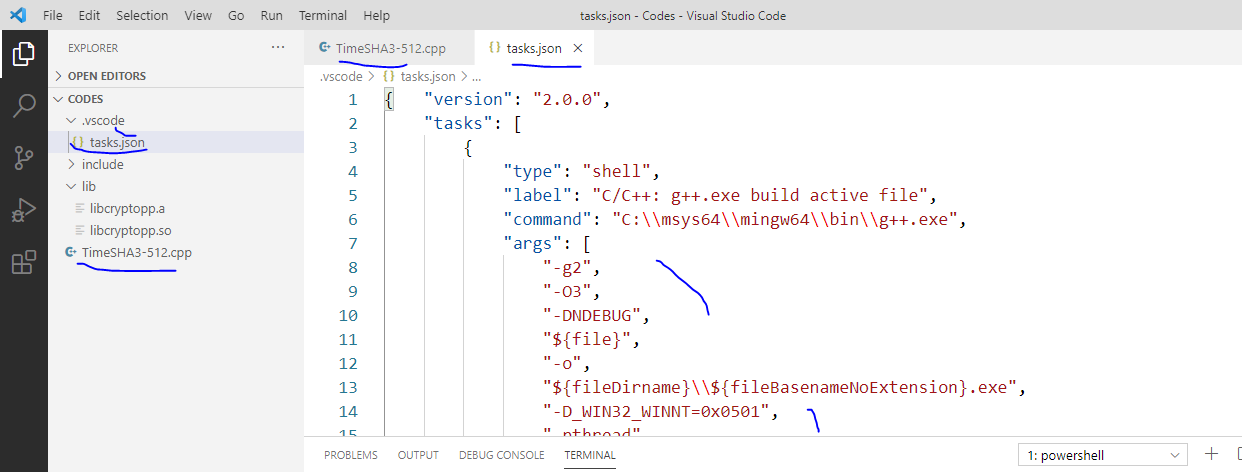 File Edit Selection View Go Run Terminal Help tasks.json - Codes - Visual Studio Code
EXPLORER ...
OPEN EDITORS
CODES
.vscode
tasks.json
include
lib
libcryptopp.a
libcryptopp.so
TimeSHA3-512.cpp
TimeSHA3-512.cpp {} tasks.json ×
.vscode > {} tasks.json > ...
1 { "version": "2.0.0",
2 "tasks": [
3 {
4 "type": "shell",
5 "label": "C/C++: g++.exe build active file",
6 "command": "C:\\msys64\\mingw64\\bin\\g++.exe",
7 "args": [
8 "-g2",
9 "-O3",
10 "-DNDEBUG",
11 "${file}",
12 "-o",
13 "${fileDirname}\\${fileBasenameNoExtension}.exe",
14 "-D_WIN32_WINNT=0x0501",
15 "-pthread"
PROBLEMS OUTPUT DEBUG CONSOLE TERMINAL 1: powershell